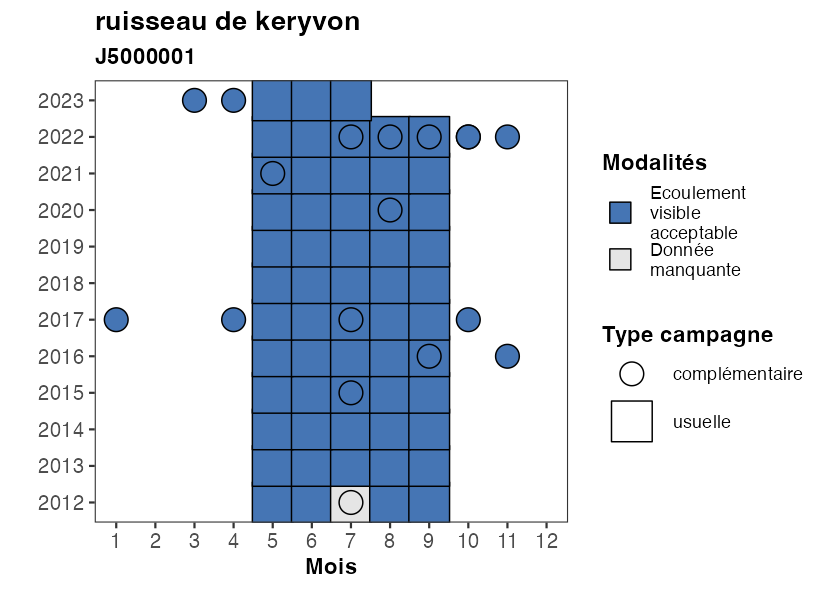 ruisseau de keryvon
J5000001
2023
2022
2021
2020
2019
2018
2017
2016
2015
2014
2013
2012
1 2 3 4 5 6 7 8 9 10 11 12
Mois
Modalités
Ecoulement
visible
acceptable
Donnée
manquante
Type campagne
complémentaire
usuelle